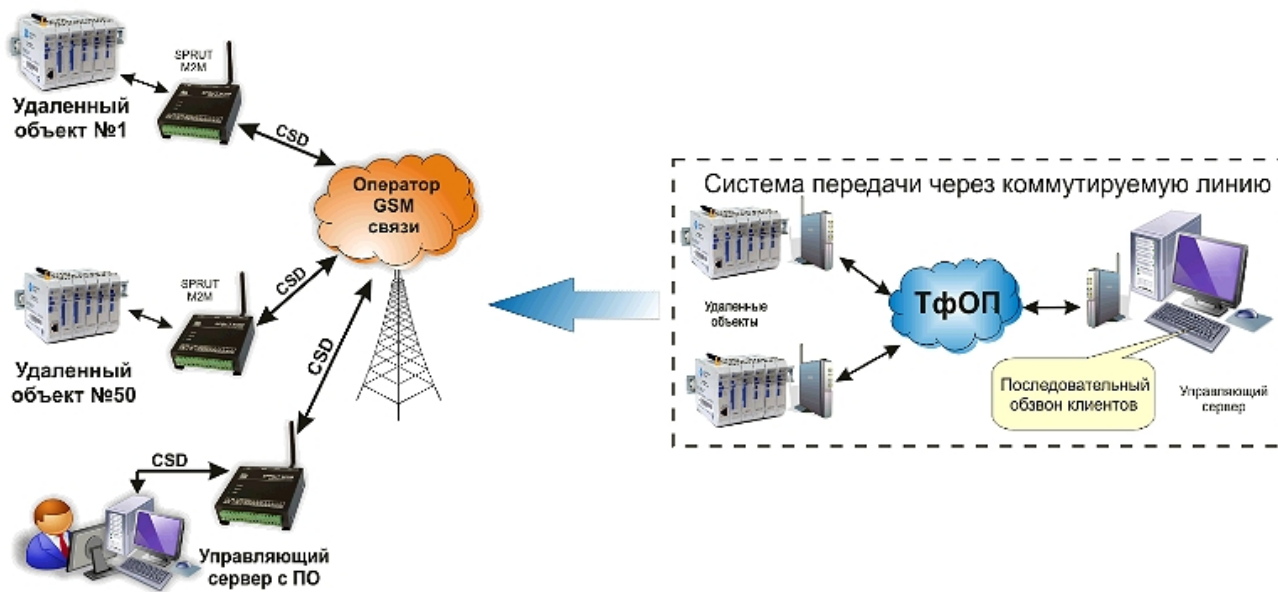 SPRUT
M2M
Удаленный
объект №1
CSD
Оператор
GSM
связи
SPRUT
M2M
CSD
Удаленный
объект №50
CSD
CSD
Управляющий
сервер с ПО
Система передачи через коммутируемую линию
Удаленные
объекты
ТфОП
Последовательный
обзвон клиентов
Управляющий
сервер